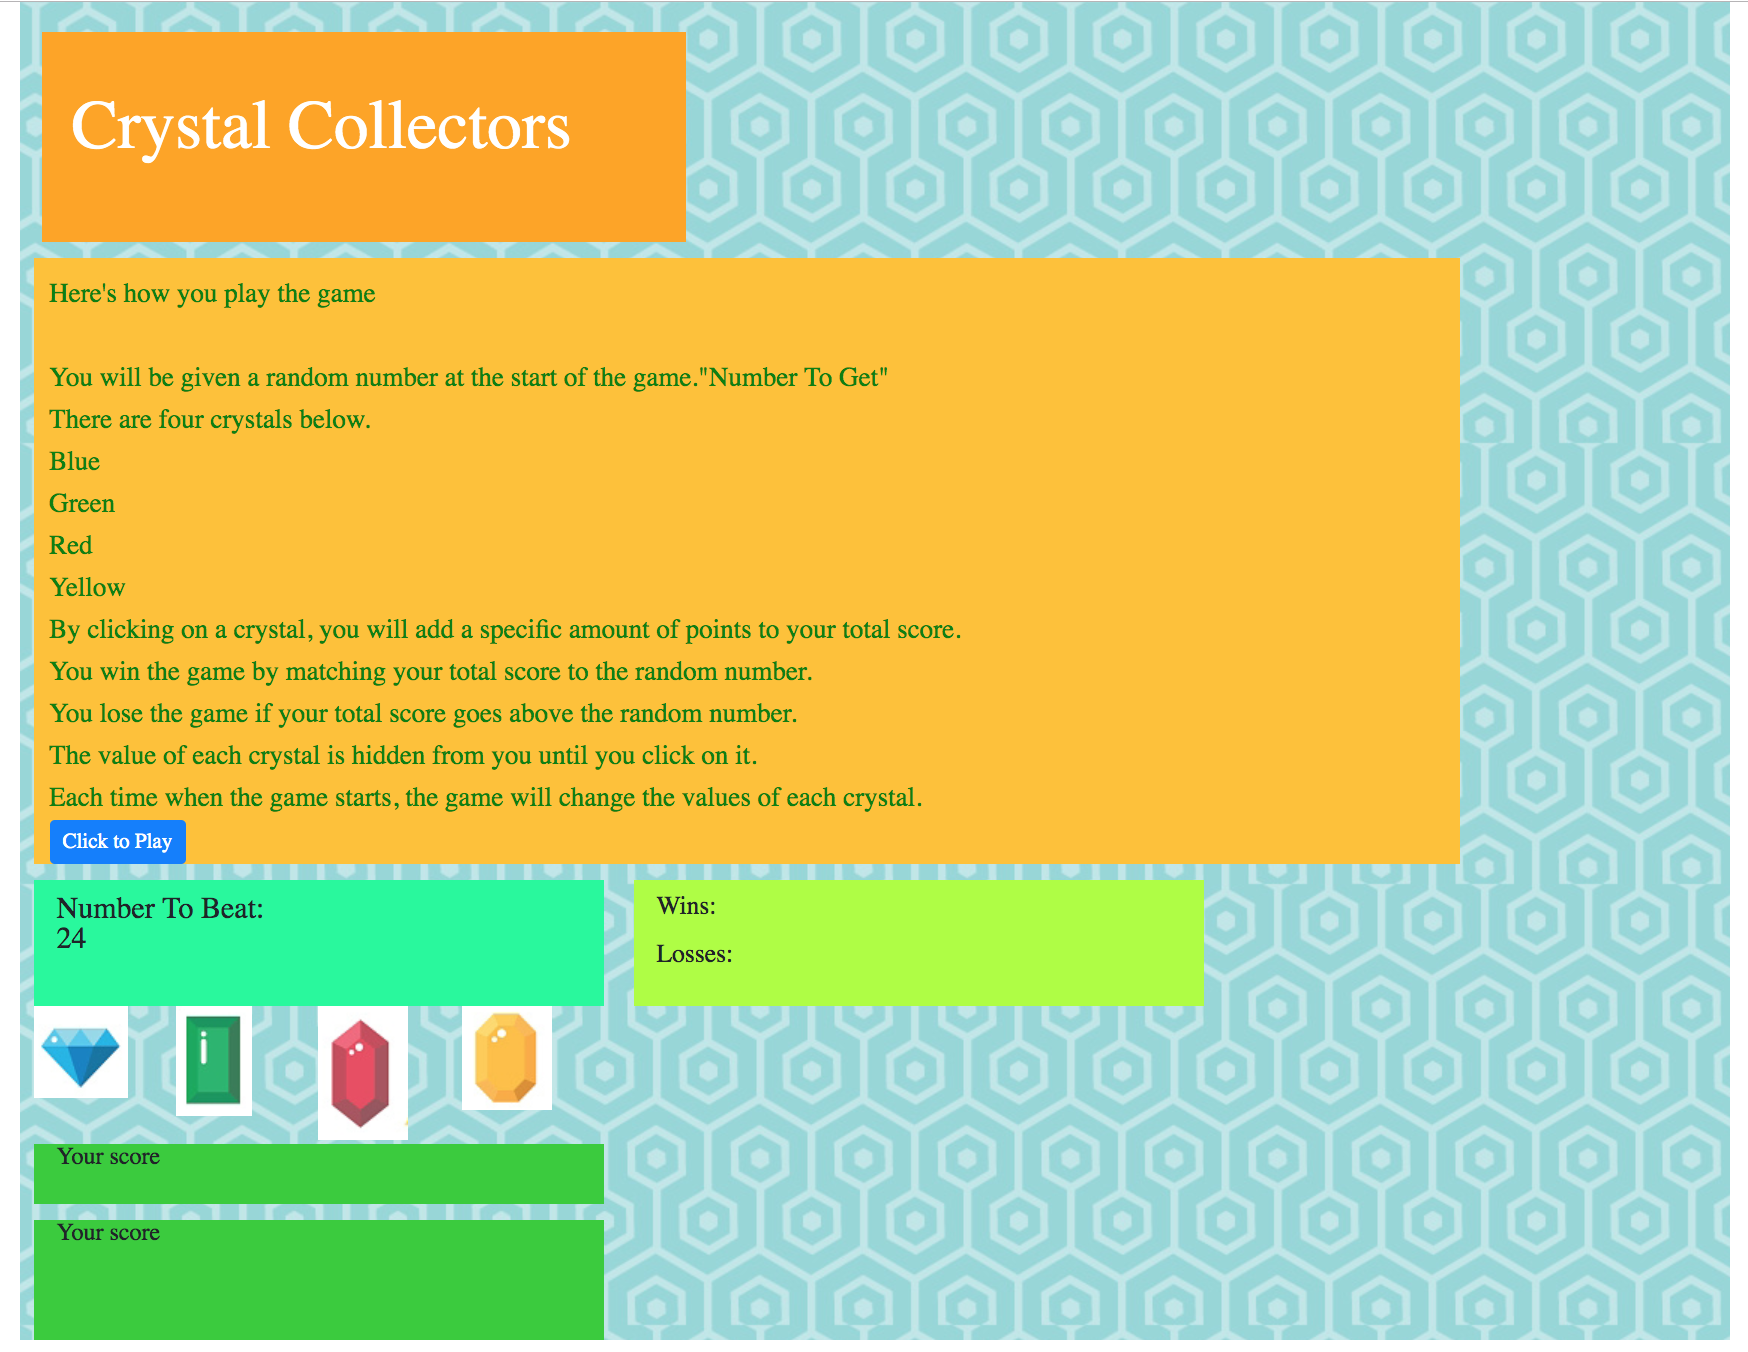 Crystal Collectors
Here's how you play the game
You will be given a random number at the start of the game."Number To Get"
There are four crystals below.
Blue
Green
Red
Yellow
By clicking on a crystal, you will add a specific amount of points to your total score.
You win the game by matching your total score to the random number.
You lose the game if your total score goes above the random number.
The value of each crystal is hidden from you until you click on it.
Each time when the game starts, the game will change the values of each crystal.
Click to Play
Number To Beat:
24
Wins:
Losses:
Your score
Your score